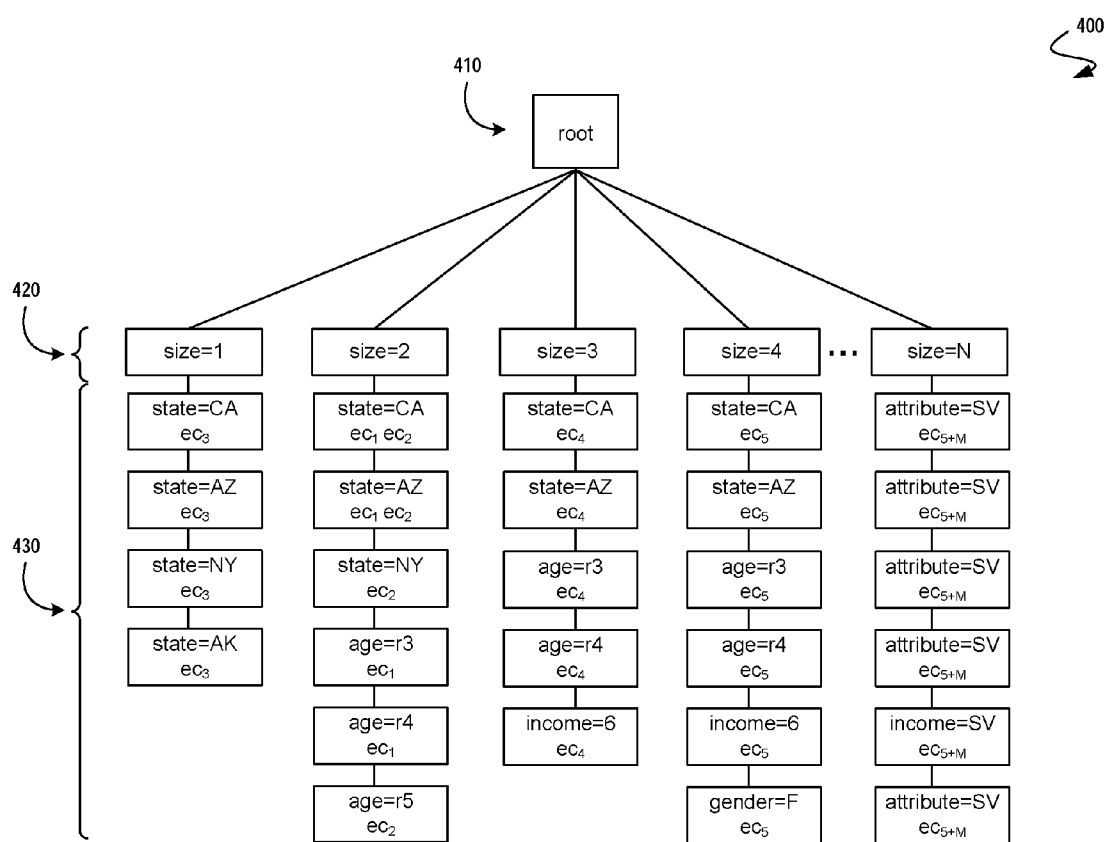 400
410
root
420
size=1 size=2 size=3 size=4 ... size=N
state=CA state=CA state=CA state=CA attribute=SV
ec₃ ec₁ ec₂ ec₄ ec₅ ec₅₊M
state=AZ state=AZ state=AZ state=AZ attribute=SV
ec₃ ec₁ ec₂ ec₄ ec₅ ec₅₊M
430
state=NY state=NY age=r3 age=r3 attribute=SV
ec₃ ec₂ ec₄ ec₅ ec₅₊M
state=AK age=r3 age=r4 age=r4 attribute=SV
ec₃ ec₁ ec₄ ec₅ ec₅₊M
age=r4 income=6 income=6 income=SV
ec₁ ec₄ ec₅ ec₅₊M
age=r5 gender=F attribute=SV
ec₂ ec₅ ec₅₊M